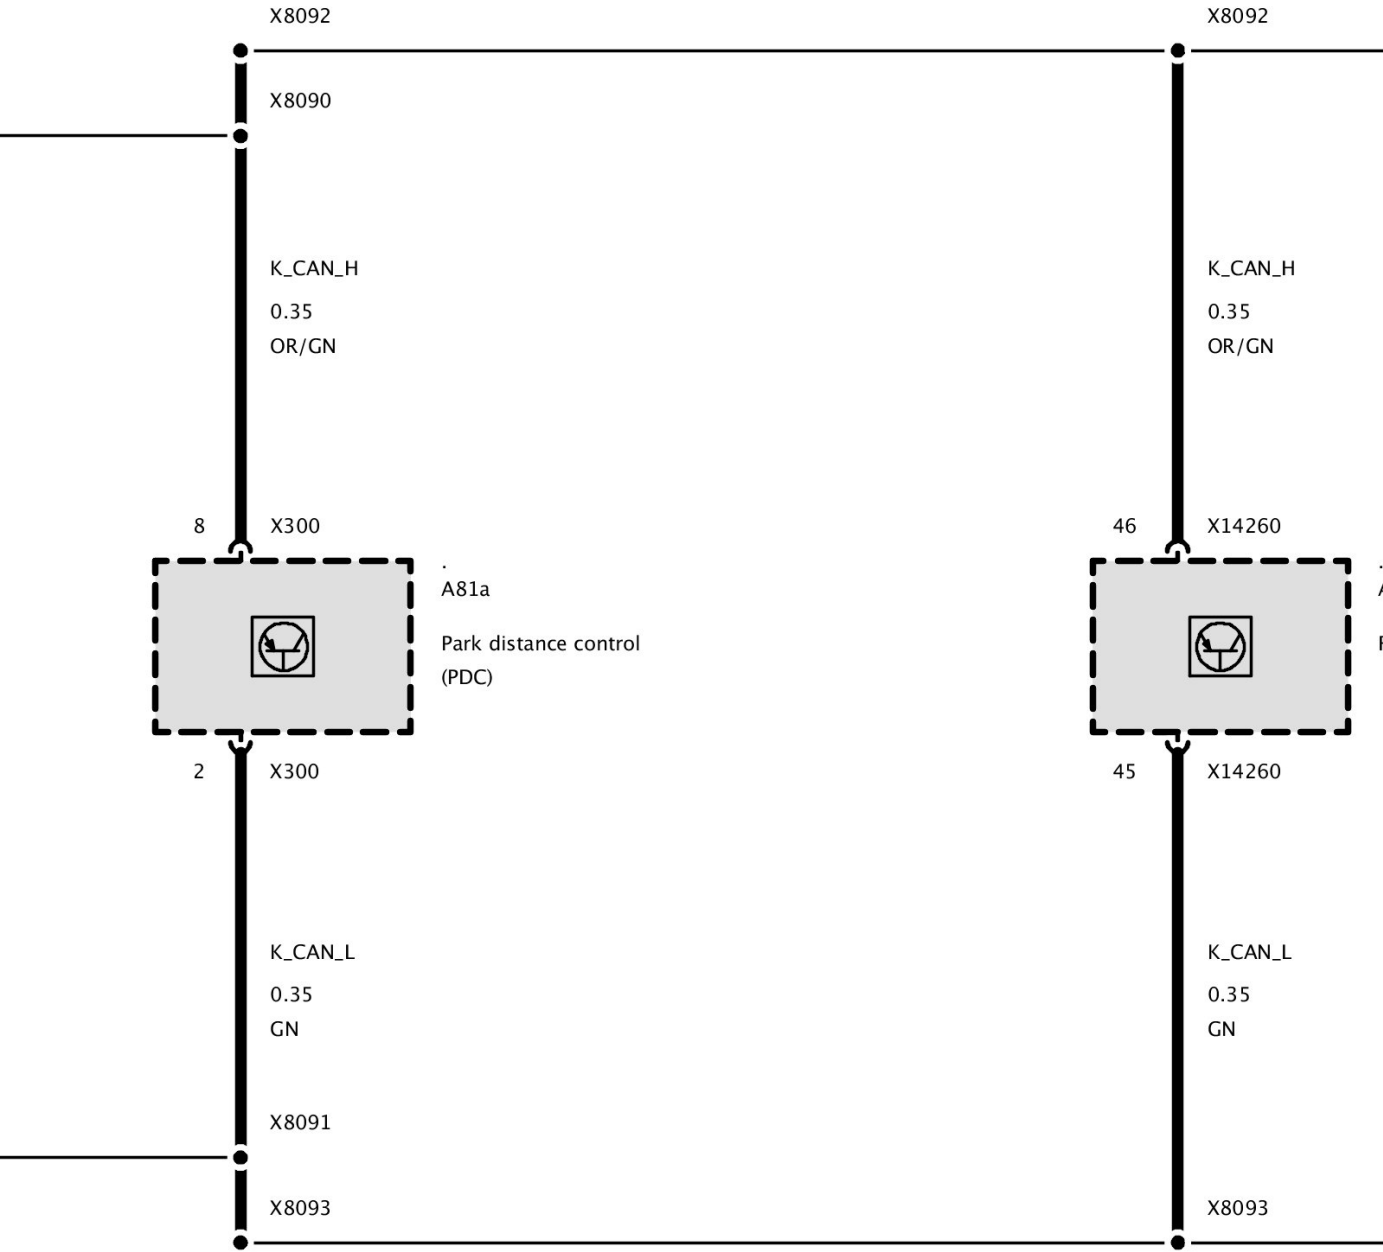 X8092
X8092
X8090
K_CAN_H
0.35
OR/GN
K_CAN_H
0.35
OR/GN
8
X300
46
X14260
.
A81a
Park distance control
(PDC)
.
2
X300
45
X14260
K_CAN_L
0.35
GN
K_CAN_L
0.35
GN
X8091
X8093
X8093